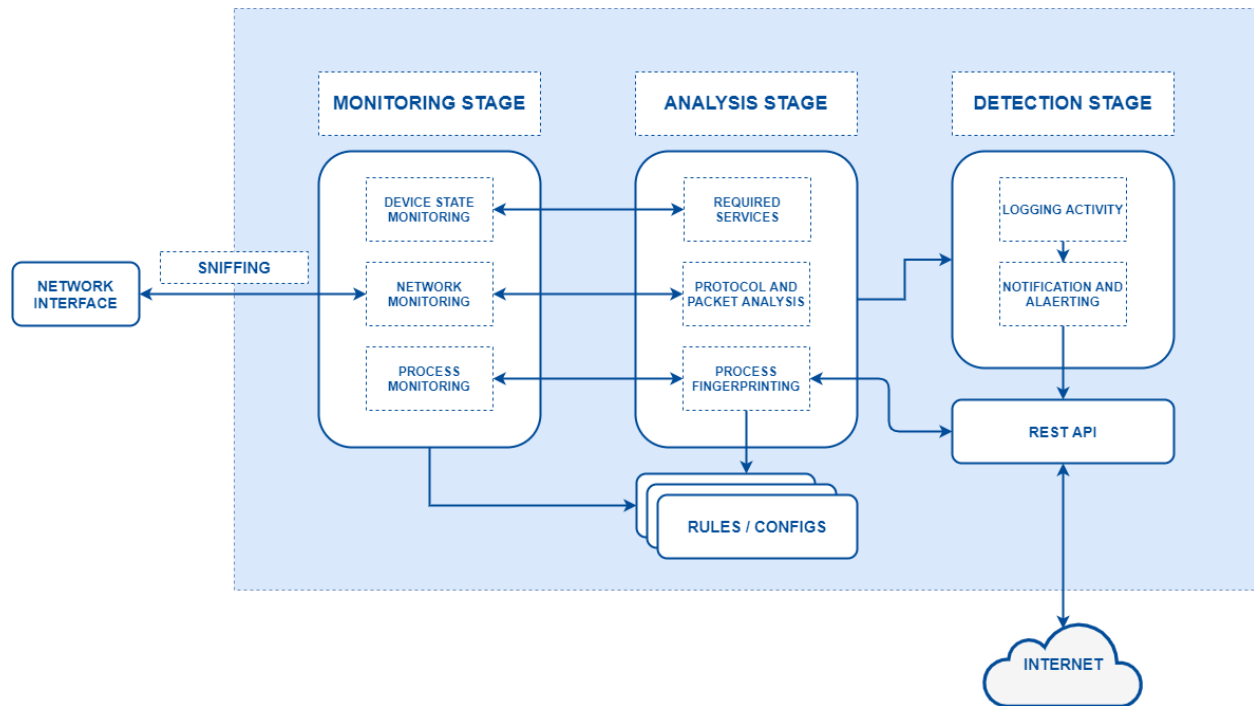 MONITORING STAGE
ANALYSIS STAGE
DETECTION STAGE
DEVICE STATE
MONITORING
REQUIRED
SERVICES
LOGGING ACTIVITY
SNIFFING
NETWORK
INTERFACE
NETWORK
MONITORING
PROTOCOL AND
PACKET ANALYSIS
NOTIFICATION AND
ALAERTING
PROCESS
MONITORING
PROCESS
FINGERPRINTING
REST API
RULES / CONFIGS
INTERNET